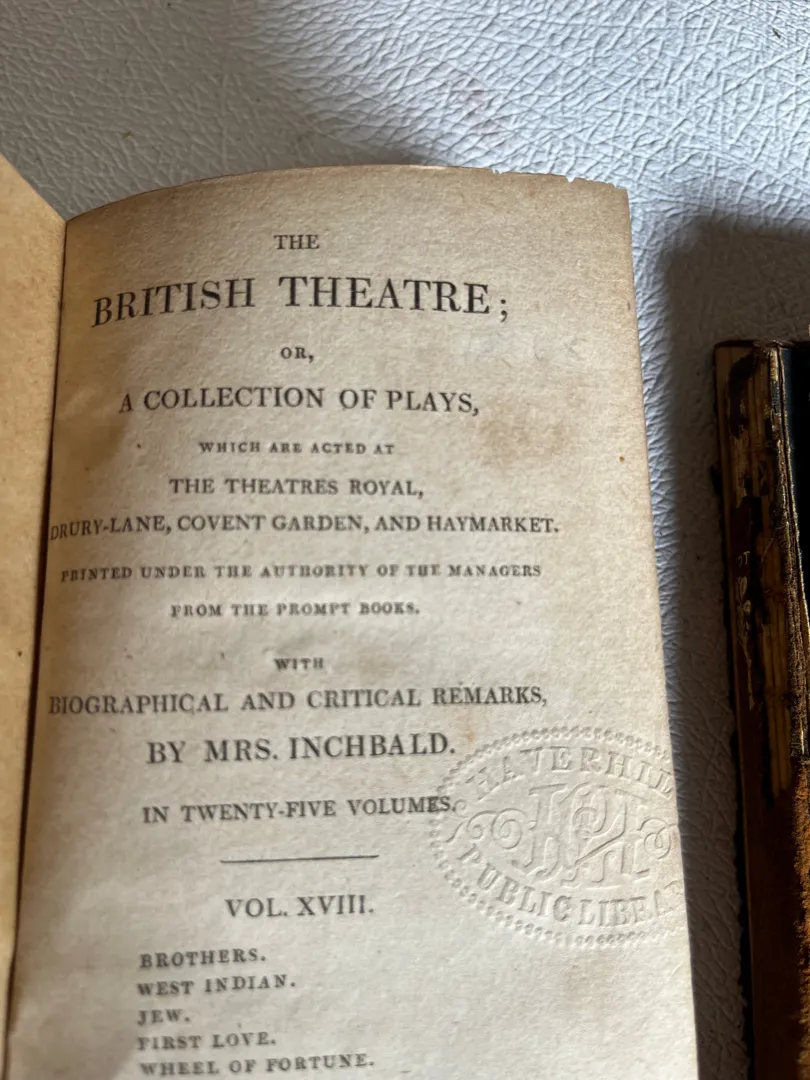 THE
BRITISH THEATRE;
OR,
A COLLECTION OF PLAYS,
WHICH ARE ACTED AT
THE THEATRES ROYAL,
DRURY-LANE, COVENT GARDEN, AND HAYMARKET.
PRINTED UNDER THE AUTHORITY OF THE MANAGERS
FROM THE PROMPT BOOKS.
WITH
BIOGRAPHICAL AND CRITICAL REMARKS,
BY MRS. INCHBALD.
IN TWENTY-FIVE VOLUMES.
HAVERHIL
HPL
PUBLIC LIBRA
VOL. XVIII.
BROTHERS.
WEST INDIAN.
JEW.
FIRST LOVE.
WHEEL OF FORTUNE.